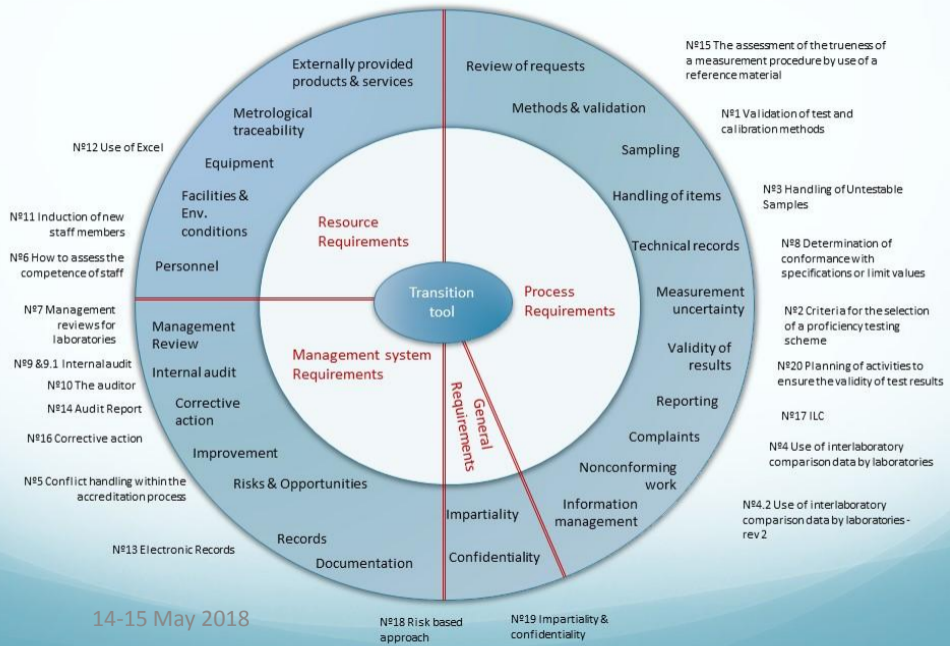 Externally provided
products & services
Metrological
traceability
Equipment
Facilities &
Env.
conditions
Personnel
Resource
Requirements
Review of requests
Methods & validation
Sampling
Handling of items
Technical records
Measurement
uncertainty
Validity of
results
Reporting
Complaints
Nonconforming
work
Information
management
Process
Requirements
Transition
tool
Management system
Requirements
General
Requirements
Management
Review
Internal audit
Corrective
action
Improvement
Risks & Opportunities
Records
Documentation
Impartiality
Confidentiality
Nº12 Use of Excel
Nº11 Induction of new
staff members
Nº6 How to assess the
competence of staff
Nº7 Management
reviews for
laboratories
Nº9 &9.1 Internal audit
Nº10 The auditor
Nº14 Audit Report
Nº16 Corrective action
Nº5 Conflict handling within the
accreditation process
Nº13 Electronic Records
Nº15 The assessment of the trueness of
a measurement procedure by use of a
reference material
Nº1 Validation of test and
calibration methods
Nº3 Handling of Untestable
Samples
Nº8 Determination of
conformance with
specifications or limit values
Nº2 Criteria for the selection
of a proficiency testing
scheme
Nº20 Planning of activities to
ensure the validity of test results
Nº17 ILC
Nº4 Use of interlaboratory
comparison data by laboratories
Nº4.2 Use of interlaboratory
comparison data by laboratories -
rev 2
14-15 May 2018
Nº18 Risk based
approach
Nº19 Impartiality &
confidentiality